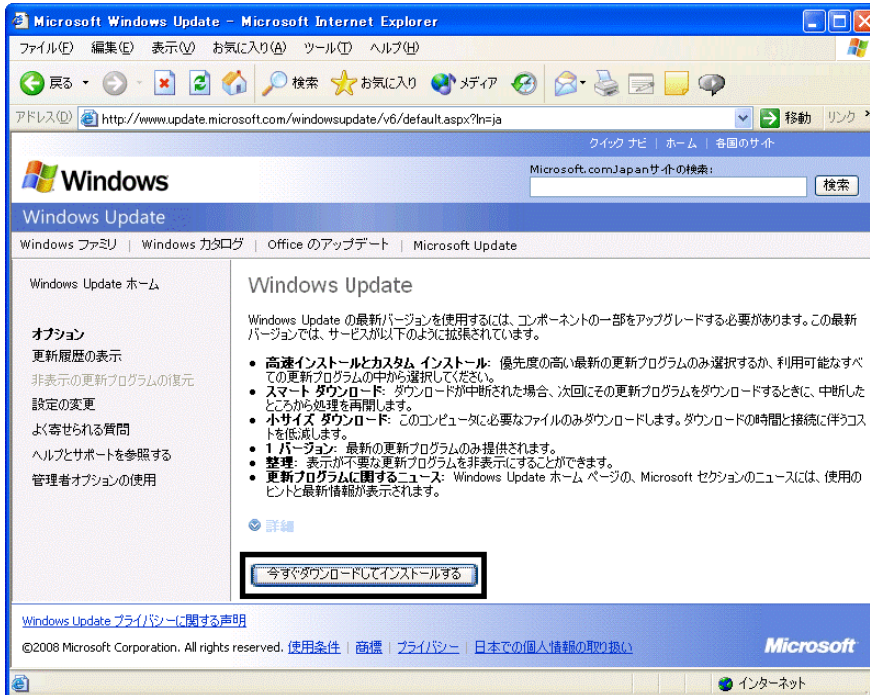 Microsoft Windows Update - Microsoft Internet Explorer
ファイル(F) 編集(E) 表示(V) お気に入り(A) ツール(T) ヘルプ(H)
戻る 検索 お気に入り メディア
アドレス(D) http://www.update.microsoft.com/windowsupdate/v6/default.aspx?ln=ja 移動 リンク »
クイック ナビ | ホーム | 各国のサイト
Windows
Microsoft.comJapanサイトの検索:
検索
Windows Update
Windows ファミリ | Windows カタログ | Office のアップデート | Microsoft Update
Windows Update ホーム
オプション
更新履歴の表示
非表示の更新プログラムの復元
設定の変更
よく寄せられる質問
ヘルプとサポートを参照する
管理者オプションの使用
Windows Update
Windows Update の最新バージョンを使用するには、コンポーネントの一部をアップグレードする必要があります。この最新
バージョンでは、サービスが以下のように拡張されています。
• 高速インストールとカスタム インストール: 優先度の高い最新の更新プログラムのみ選択するか、利用可能なすべ
ての更新プログラムの中から選択してください。
• スマート ダウンロード: ダウンロードが中断された場合、次回にその更新プログラムをダウンロードするときに、中断した
ところから処理を再開します。
• 小サイズ ダウンロード: このコンピュータに必要なファイルのみダウンロードします。ダウンロードの時間と接続に伴うコス
トを低減します。
• 1 バージョン: 最新の更新プログラムのみ提供されます。
• 整理: 表示が不要な更新プログラムを非表示にすることができます。
• 更新プログラムに関するニュース: Windows Update ホーム ページの、Microsoft セクションのニュースには、使用の
ヒントと最新情報が表示されます。
詳細
今すぐダウンロードしてインストールする
Windows Update プライバシーに関する声明
©2008 Microsoft Corporation. All rights reserved. 使用条件 | 商標 | プライバシー | 日本での個人情報の取り扱い
Microsoft
インターネット